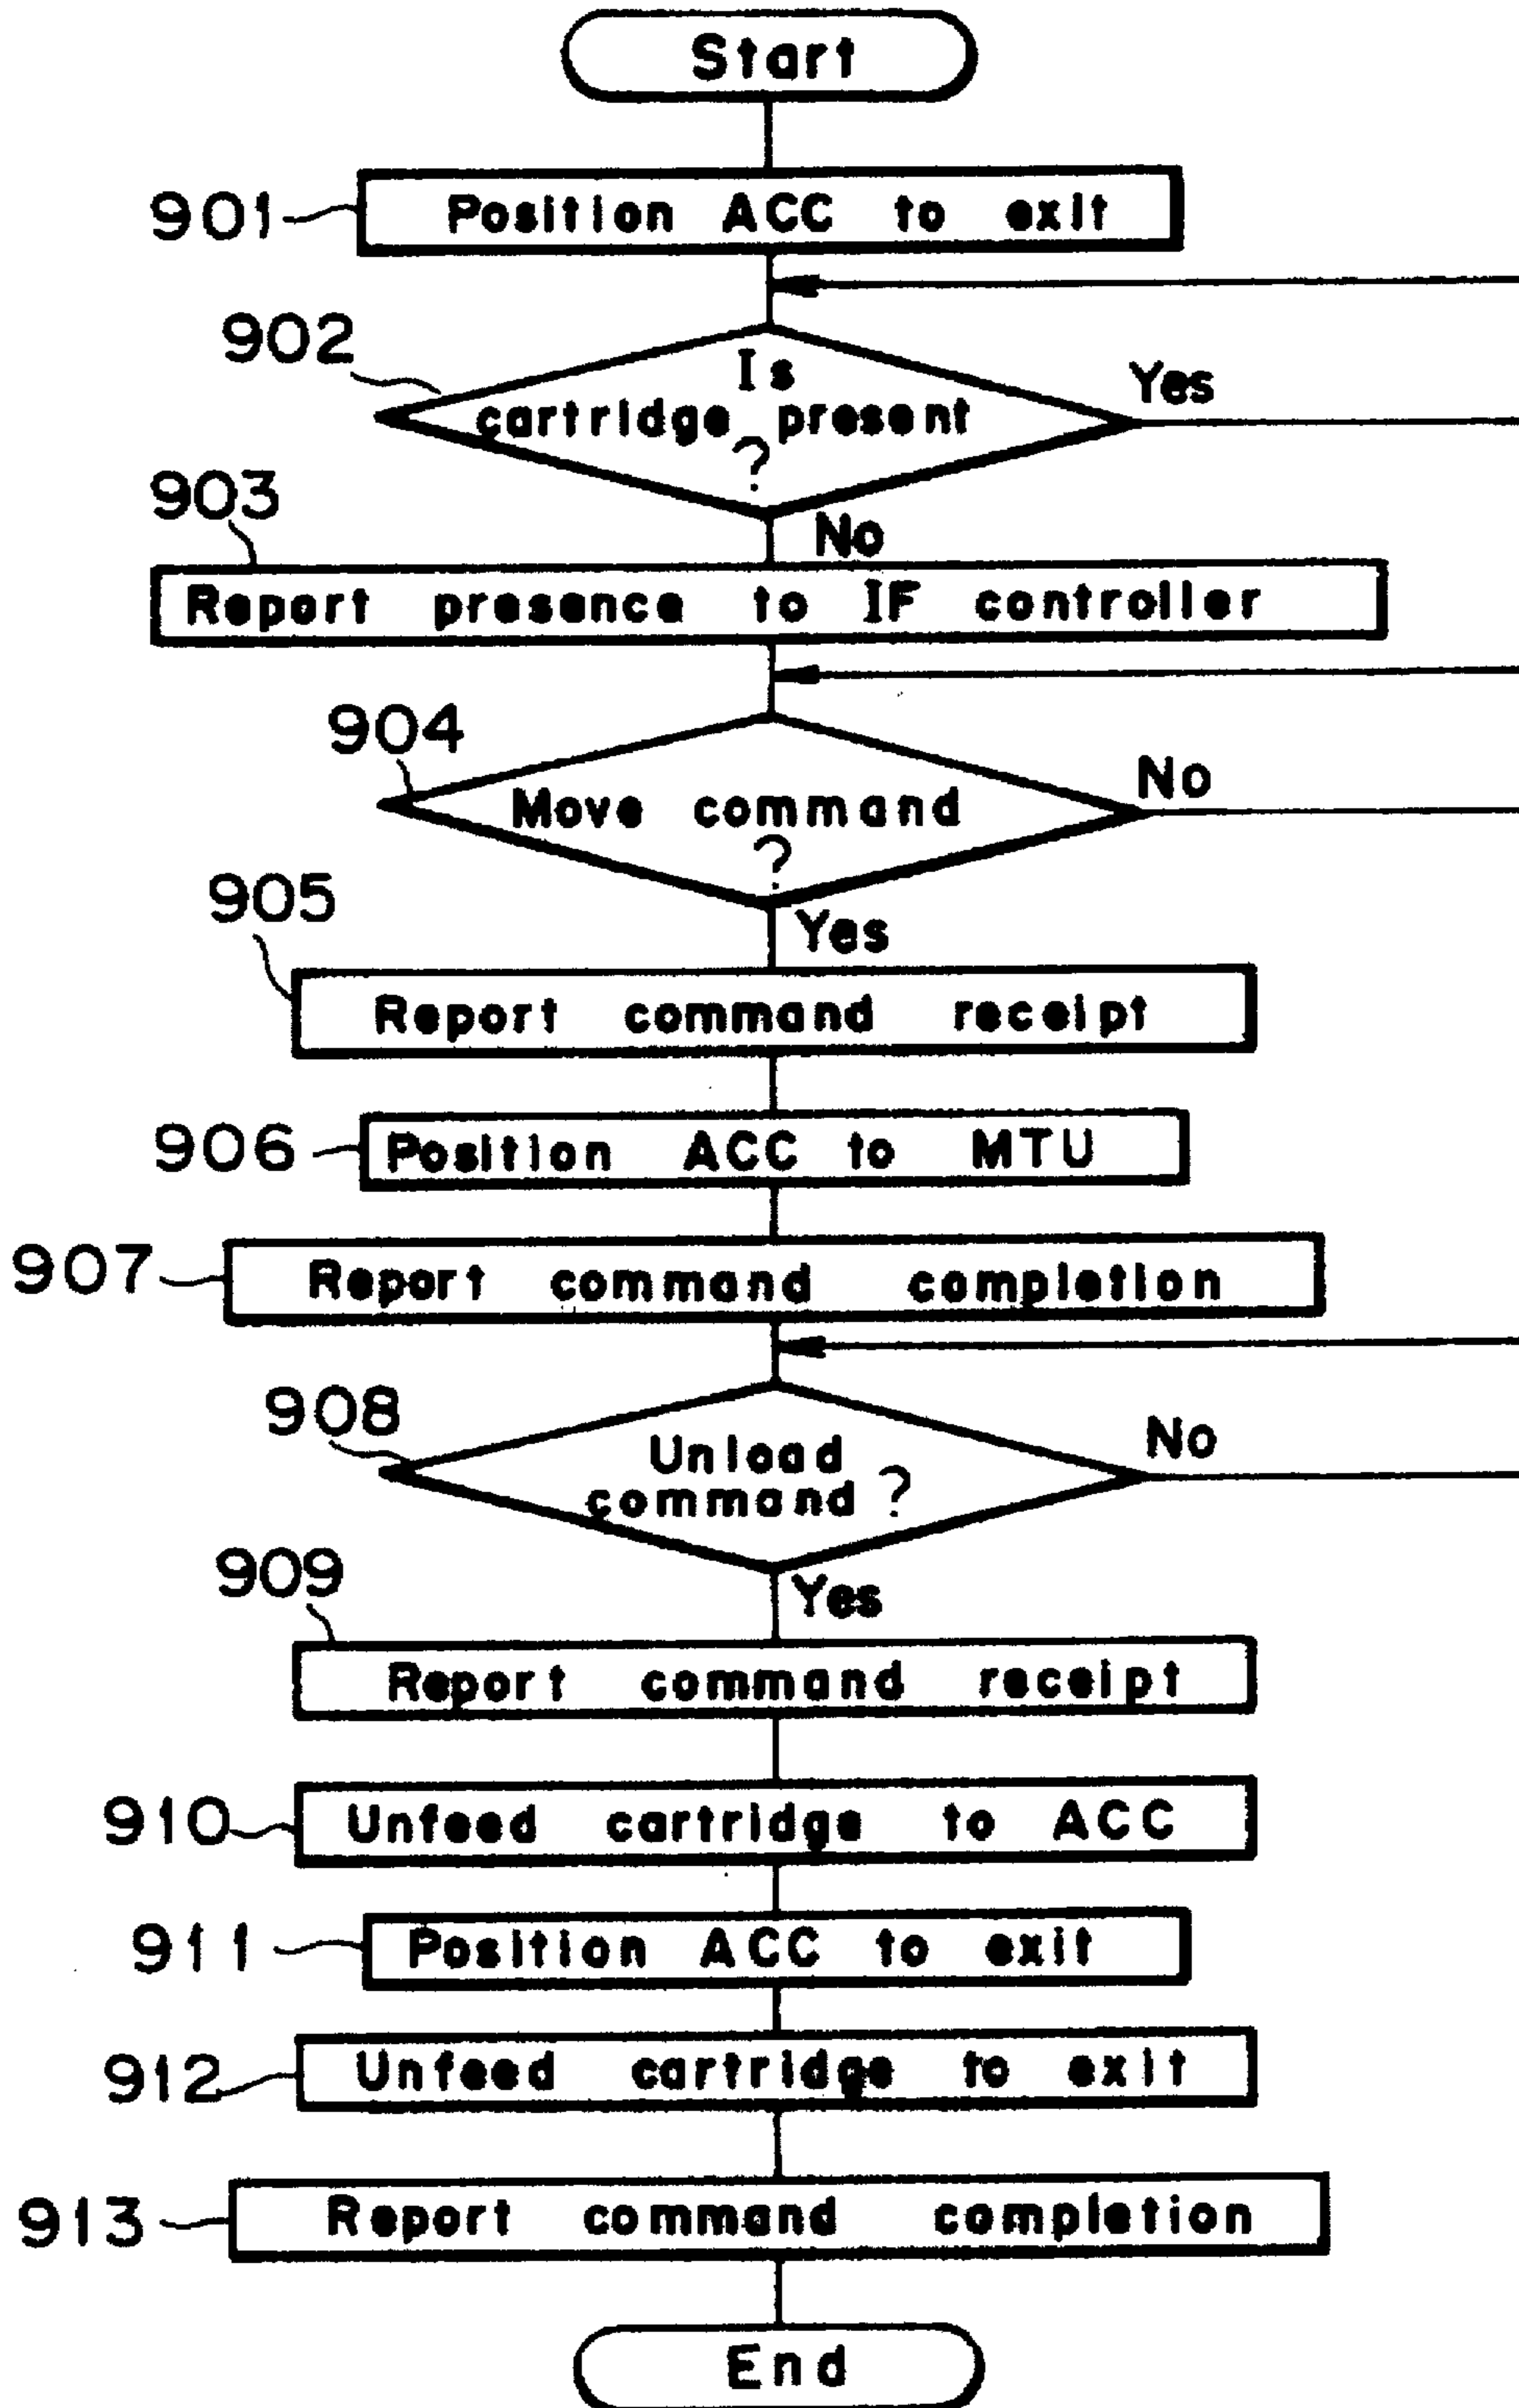 Start
901
Position ACC to exit
902
Is
cartridge present
?
Yes
No
903
Report presence to IF controller
904
Move command
?
No
Yes
905
Report command receipt
906
Position ACC to MTU
907
Report command completion
908
Unload
command ?
No
Yes
909
Report command receipt
910
Unfeed cartridge to ACC
911
Position ACC to exit
912
Unfeed cartridge to exit
913
Report command completion
End